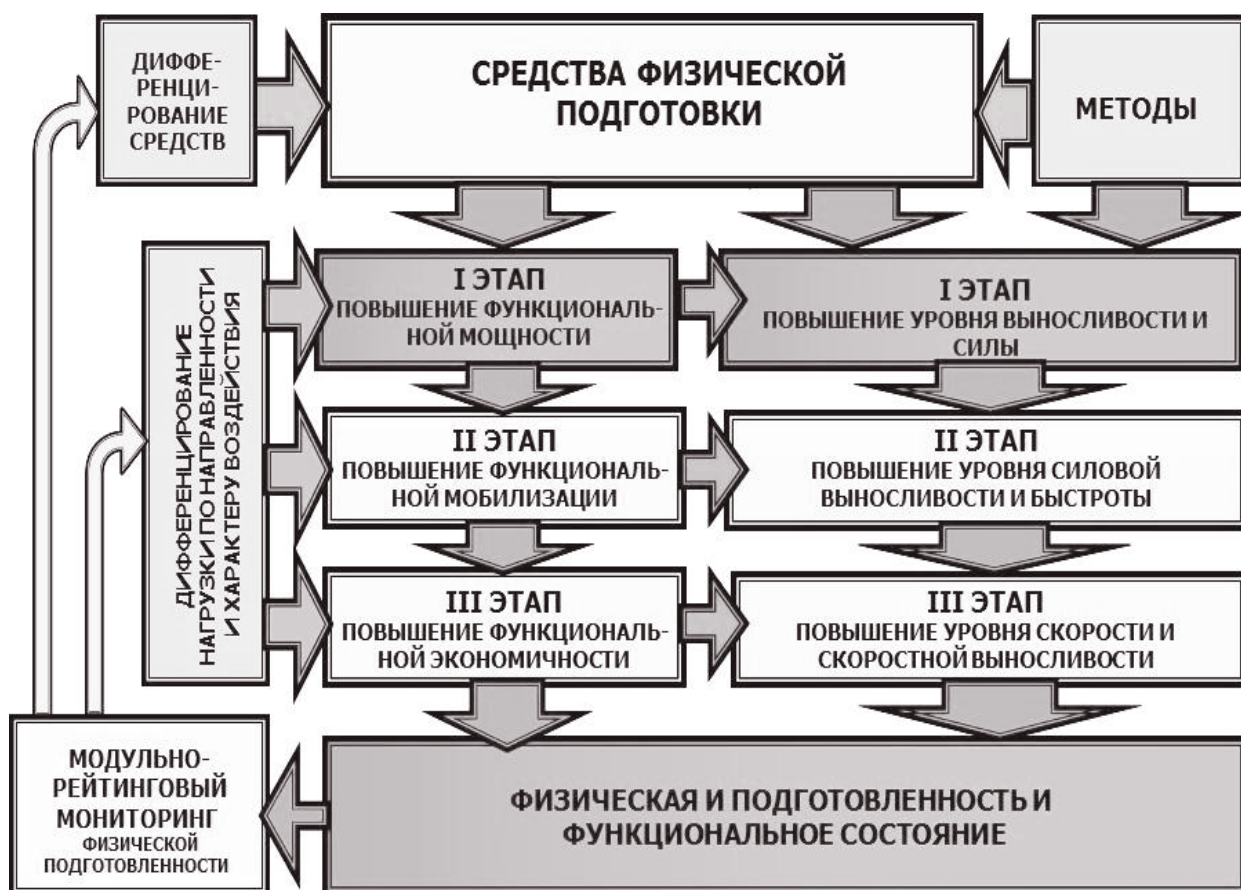 ДИФФЕ-
РЕНЦИ-
РОВАНИЕ
СРЕДСТВ
СРЕДСТВА ФИЗИЧЕСКОЙ
ПОДГОТОВКИ
МЕТОДЫ
ДИФФЕРЕНЦИРОВАНИЕ
НАГРУЗКИ ПО НАПРАВЛЕННОСТИ
И ХАРАКТЕРУ ВОЗДЕЙСТВИЯ
I ЭТАП
ПОВЫШЕНИЕ ФУНКЦИОНАЛЬ-
НОЙ МОЩНОСТИ
I ЭТАП
ПОВЫШЕНИЕ УРОВНЯ ВЫНОСЛИВОСТИ И
СИЛЫ
II ЭТАП
ПОВЫШЕНИЕ ФУНКЦИОНАЛЬ-
НОЙ МОБИЛИЗАЦИИ
II ЭТАП
ПОВЫШЕНИЕ УРОВНЯ СИЛОВОЙ
ВЫНОСЛИВОСТИ И БЫСТРОТЫ
III ЭТАП
ПОВЫШЕНИЕ ФУНКЦИОНАЛЬ-
НОЙ ЭКОНОМИЧНОСТИ
III ЭТАП
ПОВЫШЕНИЕ УРОВНЯ СКОРОСТИ И
СКОРОСТНОЙ ВЫНОСЛИВОСТИ
МОДУЛЬНО-
РЕЙТИНГОВЫЙ
МОНИТОРИНГ
ФИЗИЧЕСКОЙ
ПОДГОТОВЛЕННОСТИ
ФИЗИЧЕСКАЯ И ПОДГОТОВЛЕННОСТЬ И
ФУНКЦИОНАЛЬНОЕ СОСТОЯНИЕ